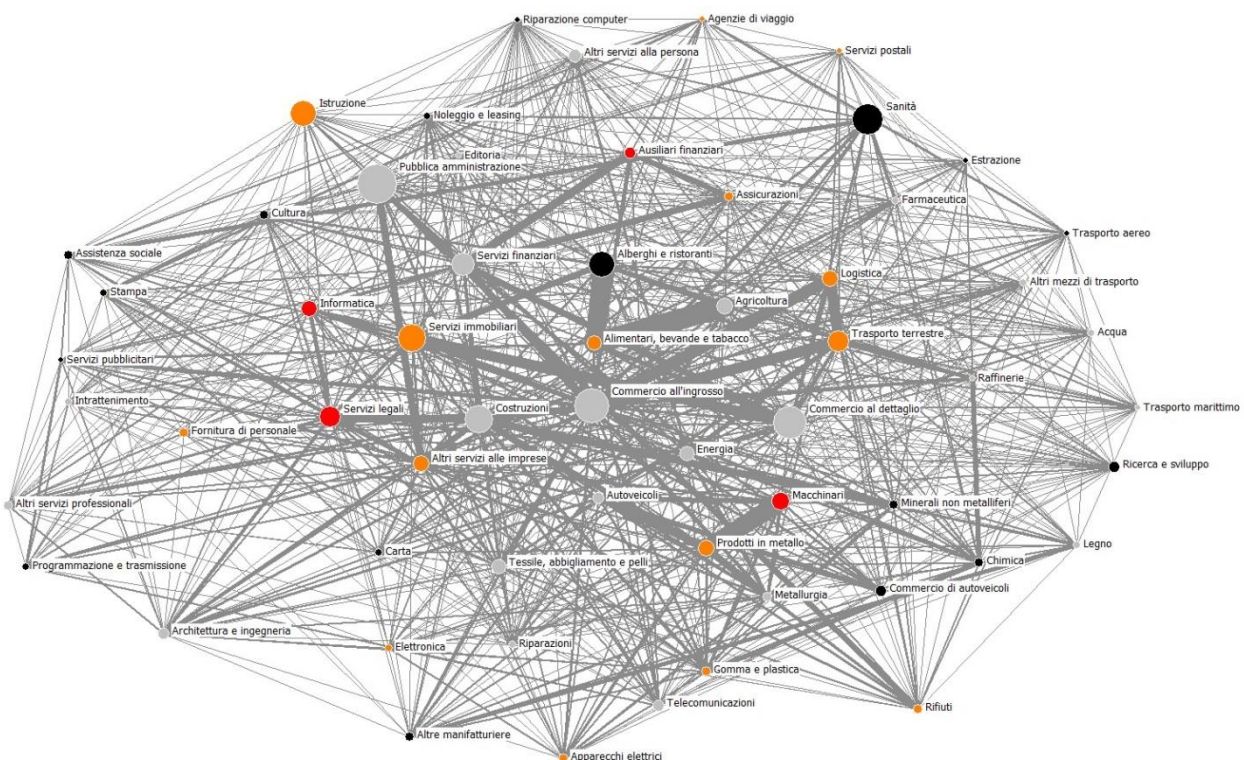 Riparazione computer
Agenzie di viaggio
Altri servizi alla persona
Servizi postali
Istruzione
Sanità
Noleggio e leasing
Ausiliari finanziari
Editoria
Estrazione
Pubblica amministrazione
Assicurazioni
Farmaceutica
Cultura
Trasporto aereo
Assistenza sociale
Servizi finanziari
Alberghi e ristoranti
Logistica
Altri mezzi di trasporto
Stampa
Informatica
Agricoltura
Servizi immobiliari
Alimentari, bevande e tabacco
Trasporto terrestre
Acqua
Servizi pubblicitari
Raffinerie
Commercio all'ingrosso
Intrattenimento
Servizi legali
Costruzioni
Commercio al dettaglio
Trasporto marittimo
Fornitura di personale
Energia
Altri servizi alle imprese
Ricerca e sviluppo
Autoveicoli
Macchinari
Minerali non metalliferi
Altri servizi professionali
Prodotti in metallo
Legno
Carta
Programmazione e trasmissione
Tessile, abbigliamento e pelli
Chimica
Commercio di autoveicoli
Metallurgia
Architettura e ingegneria
Elettronica
Riparazioni
Gomma e plastica
Telecomunicazioni
Rifiuti
Altre manifatturiere
Apparecchi elettrici